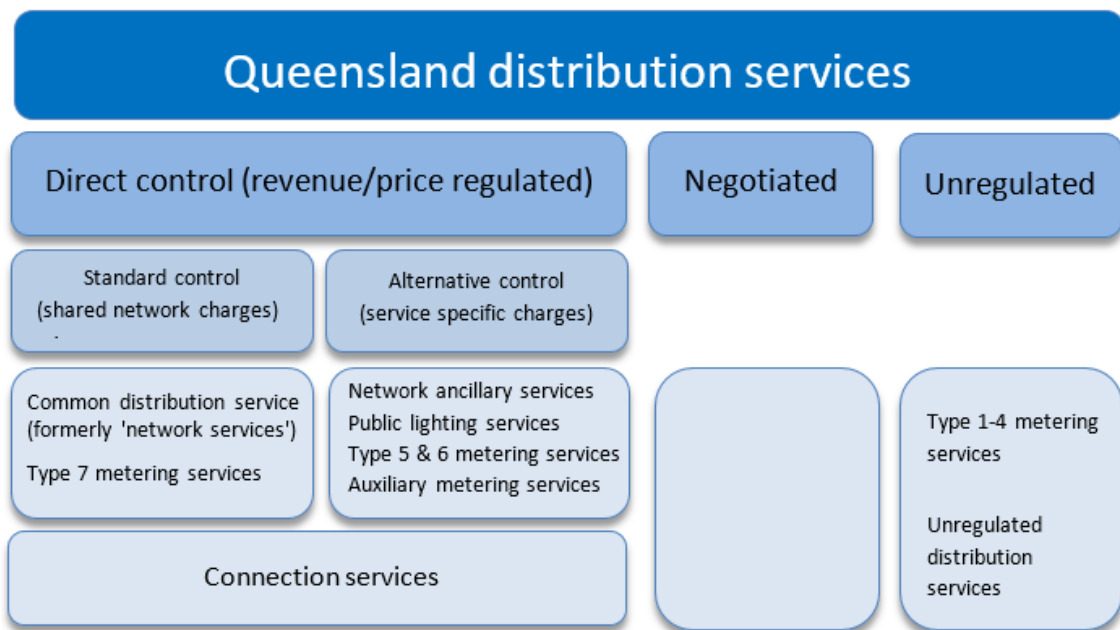 Queensland distribution services
Direct control (revenue/price regulated)
Negotiated
Unregulated
Standard control
(shared network charges)
.
Alternative control
(service specific charges)
Common distribution service
(formerly 'network services')
Type 7 metering services
Network ancillary services
Public lighting services
Type 5 & 6 metering services
Auxiliary metering services
Type 1-4 metering
services
Unregulated
distribution
services
Connection services